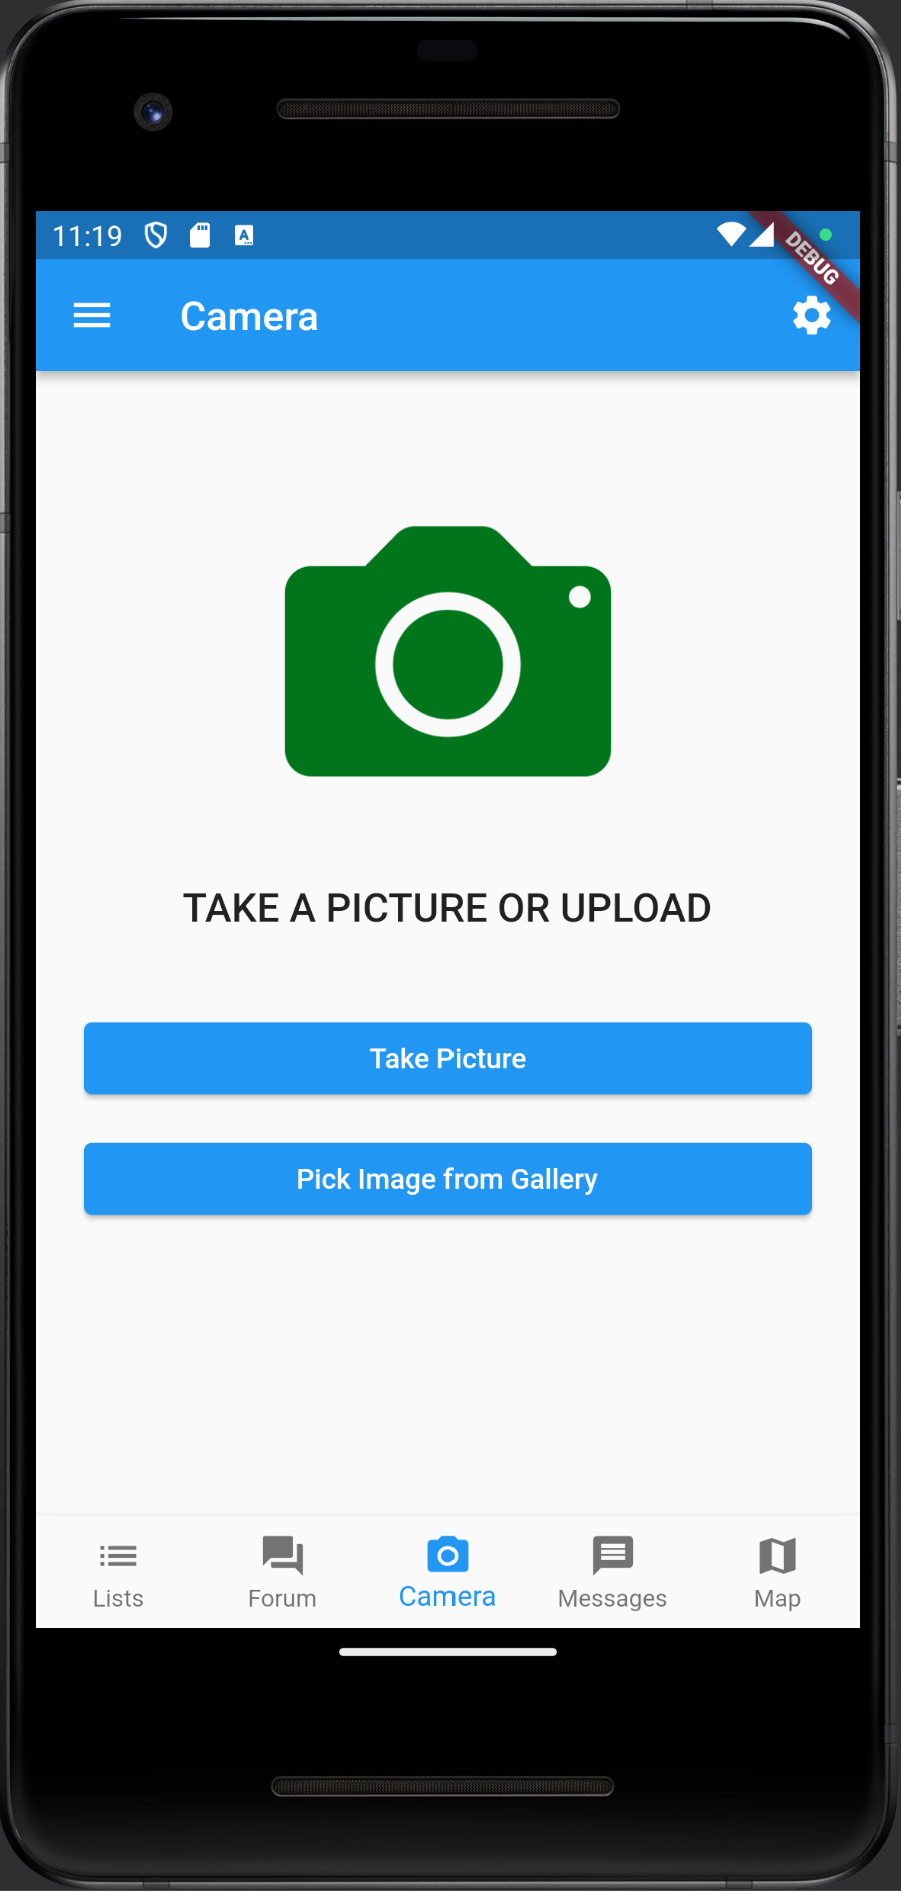 11:19
A
DEBUG
Camera
TAKE A PICTURE OR UPLOAD
Take Picture
Pick Image from Gallery
Lists
Forum
Camera
Messages
Map